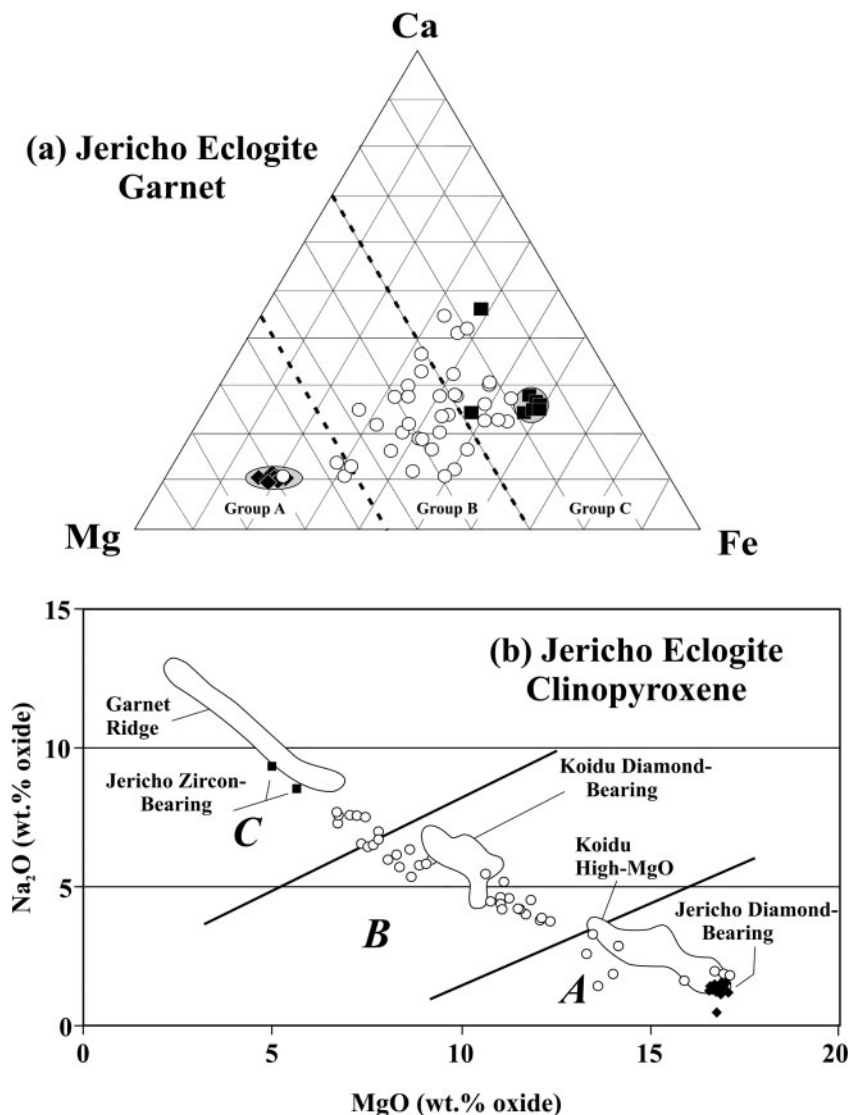 Ca
(a) Jericho Eclogite
Garnet
Group A
Group B
Group C
Mg
Fe
15
(b) Jericho Eclogite
Clinopyroxene
Garnet
Ridge
10
Koidu Diamond-
Bearing
Jericho Zircon-
Bearing
C
Koidu
High-MgO
Na₂O (wt.% oxide)
5
Jericho Diamond-
Bearing
B
A
0
0
5
10
15
20
MgO (wt.% oxide)